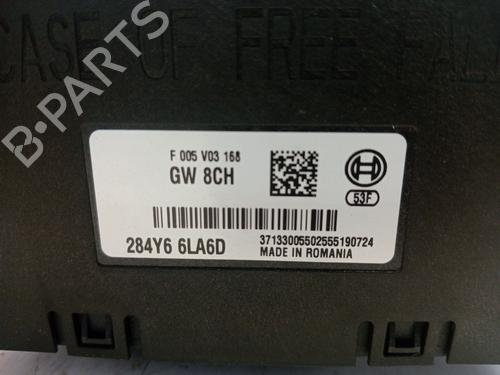 CASE OF FREE FALL
F 005 V03 168
GW 8CH
53F
284Y6 6LA6D
37133005502555190724
MADE IN ROMANIA
B-PARTS